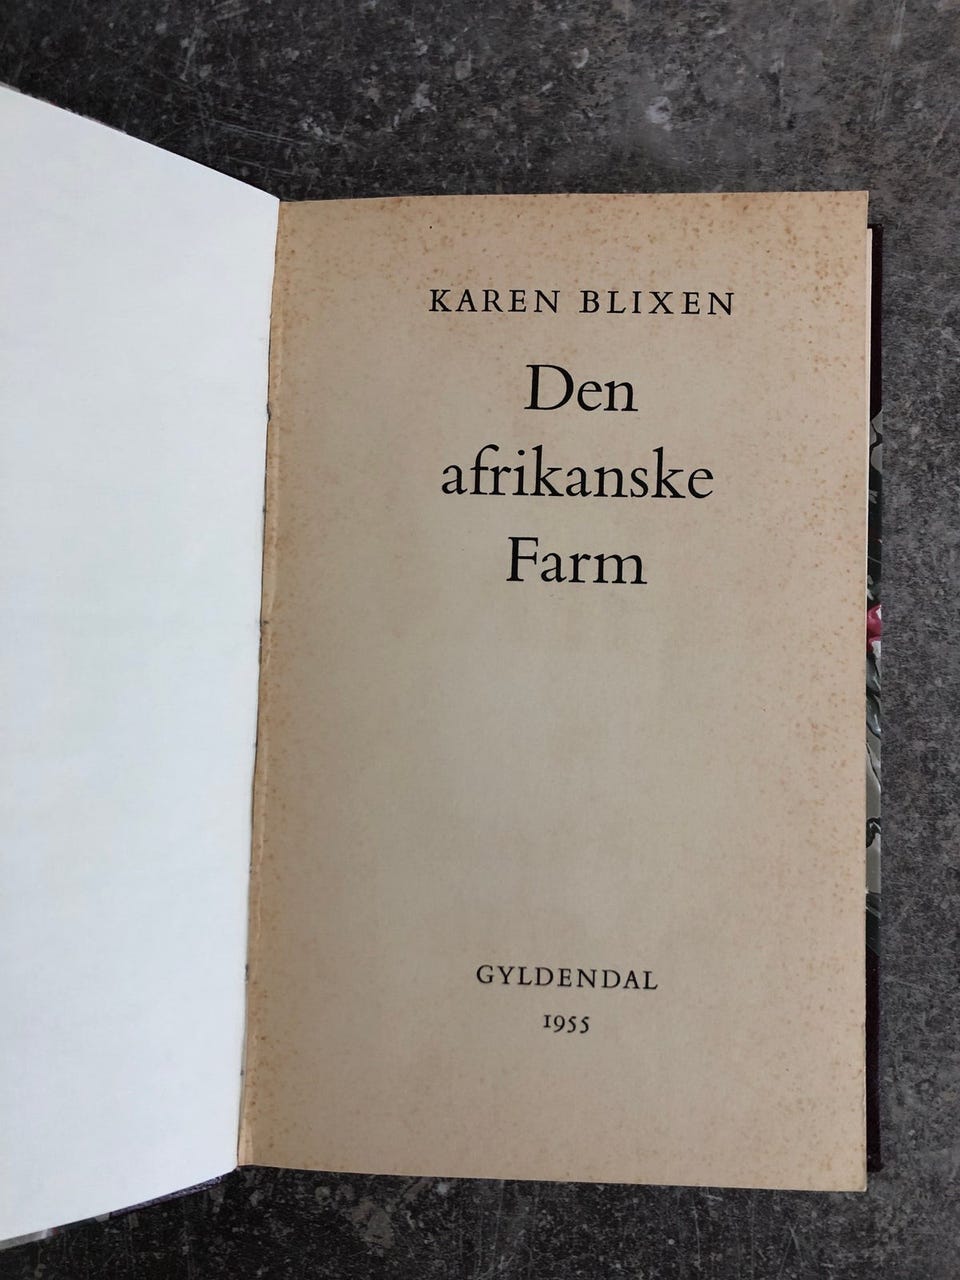 KAREN BLIXEN
Den
afrikanske
Farm
GYLDENDAL
1955